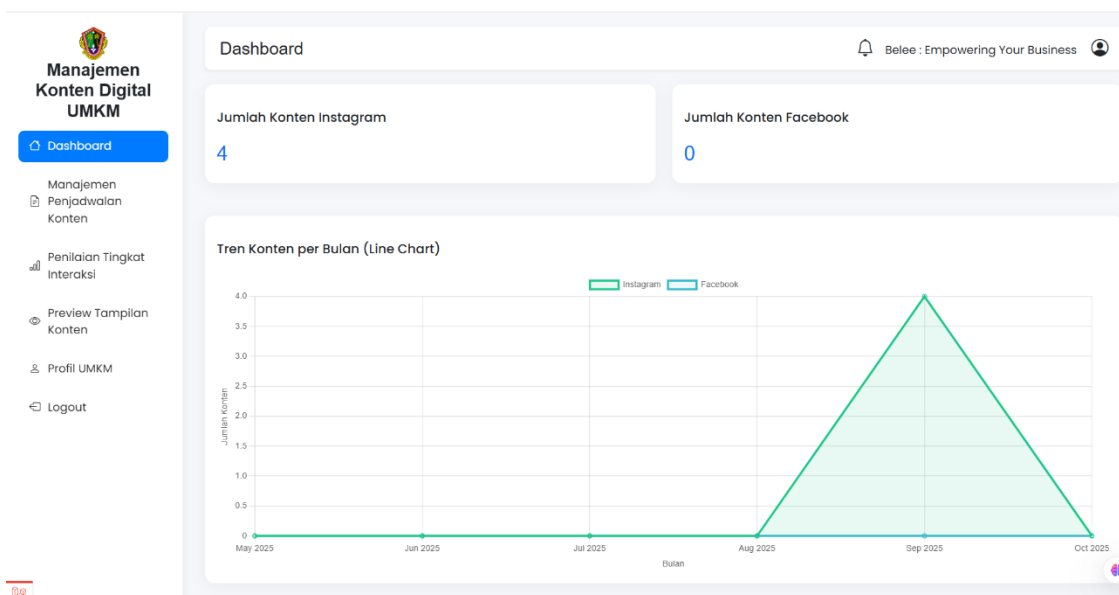 Manajemen
Konten Digital
UMKM
Dashboard
Manajemen
Penjadwalan
Konten
Penilaian Tingkat
Interaksi
Preview Tampilan
Konten
Profil UMKM
Logout
Dashboard
Belee : Empowering Your Business
Jumlah Konten Instagram
4
Jumlah Konten Facebook
0
Tren Konten per Bulan (Line Chart)
Instagram Facebook
Jumlah Konten
4.0
3.5
3.0
2.5
2.0
1.5
1.0
0.5
0
May 2025 Jun 2025 Jul 2025 Aug 2025 Sep 2025 Oct 2025
Bulan